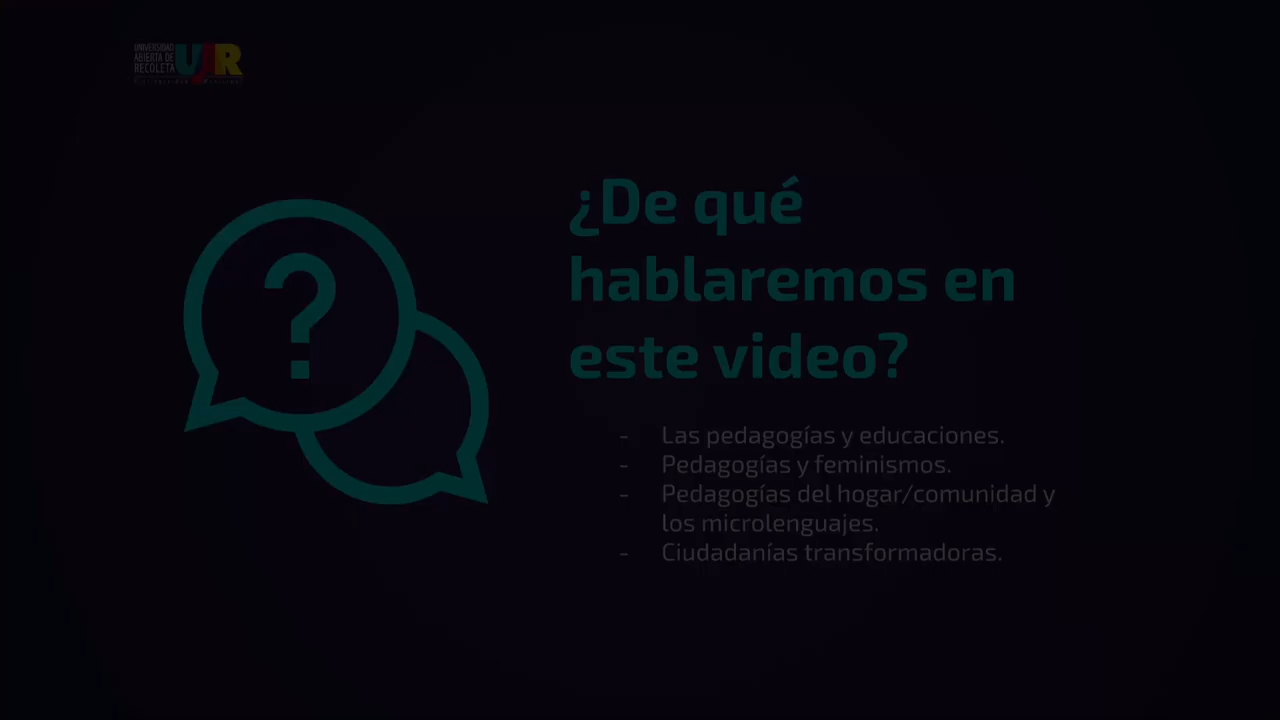 UNIVERSIDAD
ABIERTA DE
RECOLETA
UAR
¿De qué
hablaremos en
este video?
- Las pedagogías y educaciones.
- Pedagogías y feminismos.
- Pedagogías del hogar/comunidad y
los microlenguajes.
- Ciudadanías transformadoras.